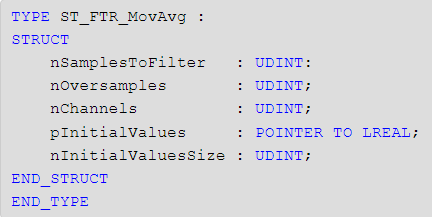 TYPE ST_FTR_MovAvg :
STRUCT
    nSamplesToFilter   : UDINT:
    nOversamples       : UDINT;
    nChannels          : UDINT;
    pInitialValues     : POINTER TO LREAL;
    nInitialValuesSize : UDINT;
END_STRUCT
END_TYPE